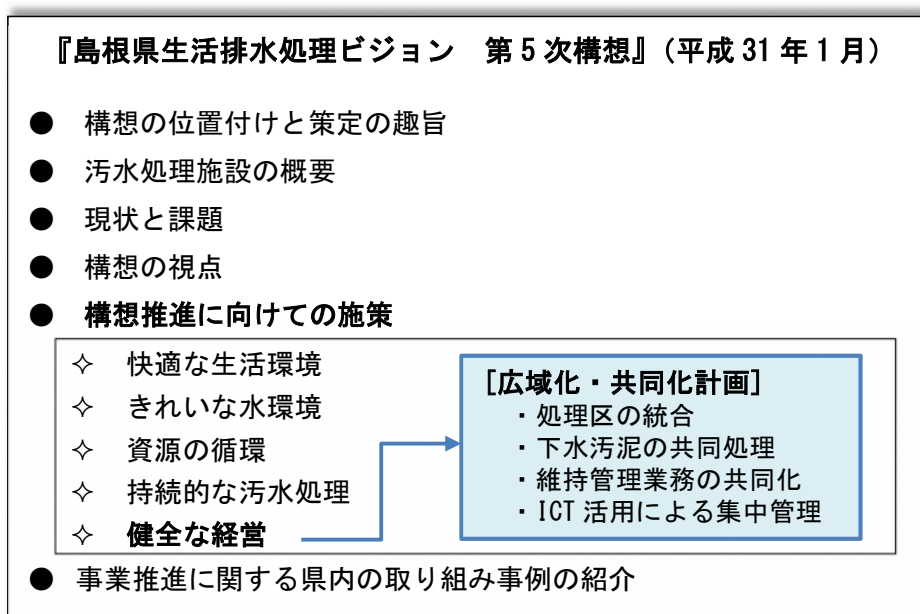 『島根県生活排水処理ビジョン　第5次構想』（平成 31 年 1 月）
● 構想の位置付けと策定の趣旨
● 汚水処理施設の概要
● 現状と課題
● 構想の視点
● 構想推進に向けての施策
✧ 快適な生活環境
✧ きれいな水環境
✧ 資源の循環
✧ 持続的な汚水処理
✧ 健全な経営
[広域化・共同化計画]
・処理区の統合
・下水汚泥の共同処理
・維持管理業務の共同化
・ICT 活用による集中管理
● 事業推進に関する県内の取り組み事例の紹介